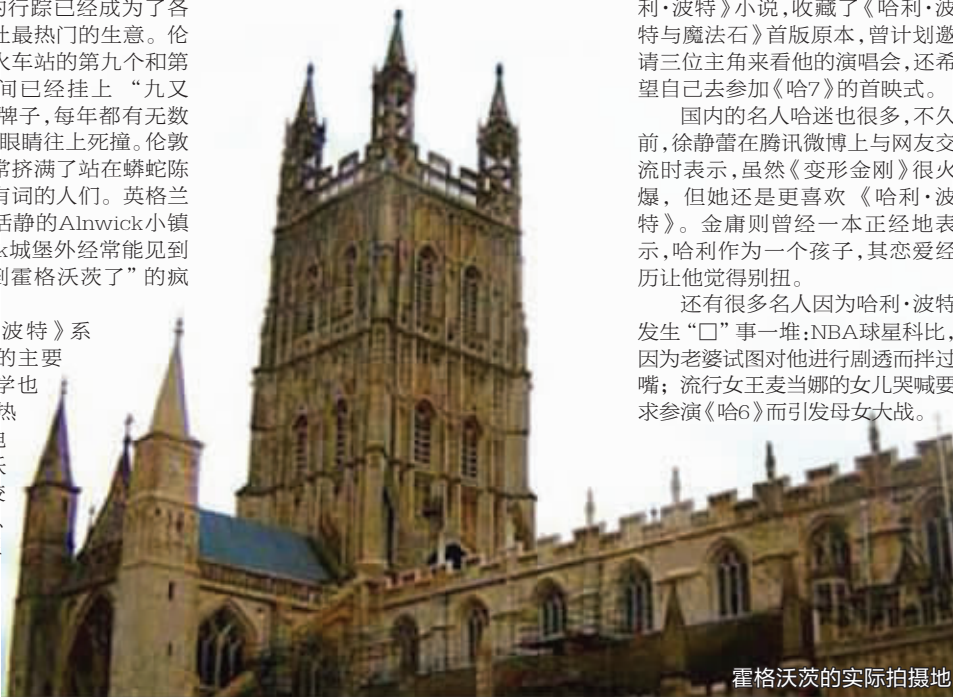 的行踪已经成为了各
社最热门的生意。伦
火车站的第九个和第
间已经挂上 “九又
牌子,每年都有无数
眼睛往上死撞。伦敦
常挤满了站在蟒蛇陈
有词的人们。英格兰
恬静的Alnwick小镇
k城堡外经常能见到
到霍格沃茨了”的疯
波特》系
的主要
学也
热
利·波特》小说,收藏了《哈利·波
特与魔法石》首版原本,曾计划邀
请三位主角来看他的演唱会,还希
望自己去参加《哈7》的首映式。
国内的名人哈迷也很多,不久
前,徐静蕾在腾讯微博上与网友交
流时表示,虽然《变形金刚》很火
爆, 但她还是更喜欢 《哈利·波
特》。金庸则曾经一本正经地表
示,哈利作为一个孩子,其恋爱经
历让他觉得别扭。
还有很多名人因为哈利·波特
发生 “□” 事一堆:NBA球星科比,
因为老婆试图对他进行剧透而拌过
嘴; 流行女王麦当娜的女儿哭喊要
求参演《哈6》而引发母女大战。
霍格沃茨的实际拍摄地